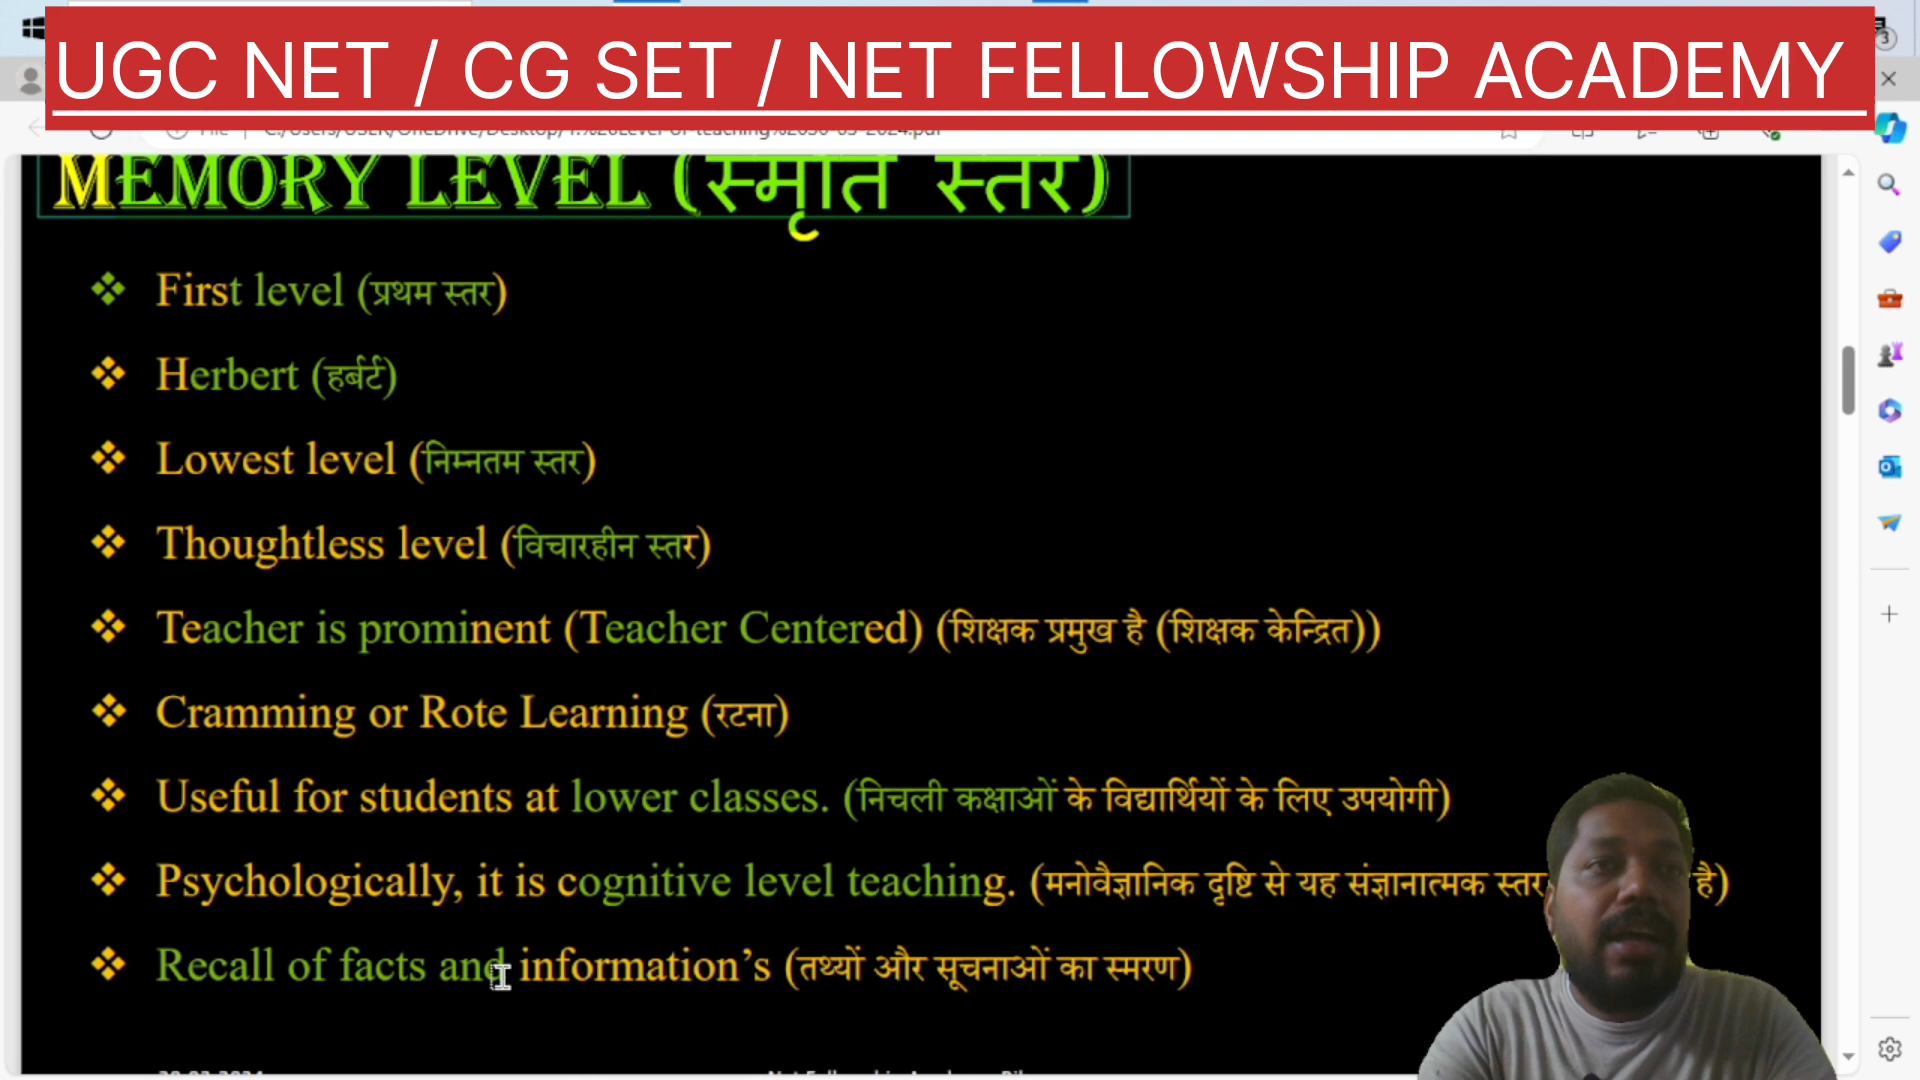 UGC NET / CG SET / NET FELLOWSHIP ACADEMY
3
MEMORY LEVEL (स्मृति स्तर)
❖ First level (प्रथम स्तर)
❖ Herbert (हर्बर्ट)
❖ Lowest level (निम्नतम स्तर)
❖ Thoughtless level (विचारहीन स्तर)
❖ Teacher is prominent (Teacher Centered) (शिक्षक प्रमुख है (शिक्षक केन्द्रित))
❖ Cramming or Rote Learning (रटना)
❖ Useful for students at lower classes. (निचली कक्षाओं के विद्यार्थियों के लिए उपयोगी)
❖ Psychologically, it is cognitive level teaching. (मनोवैज्ञानिक दृष्टि से यह संज्ञानात्मक स्तर है)
❖ Recall of facts and information’s (तथ्यों और सूचनाओं का स्मरण)